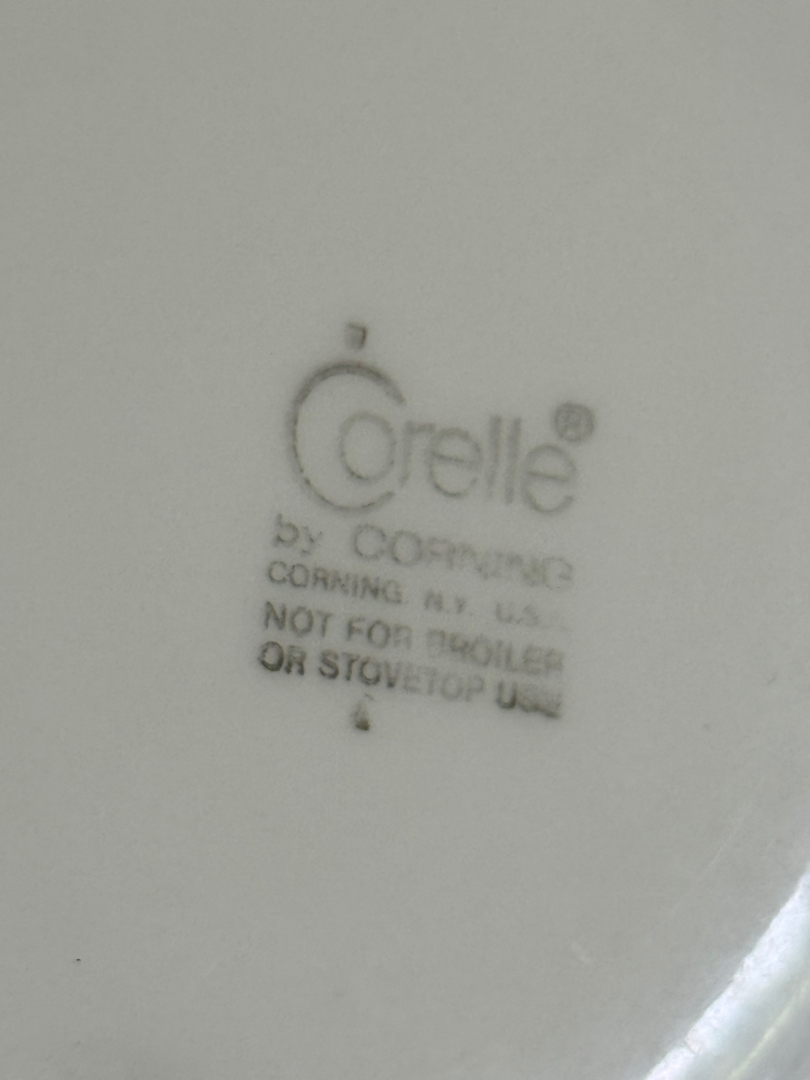 Corelle®
by CORNING
CORNING, N.Y. U.S.A.
NOT FOR BROILER
OR STOVETOP USE